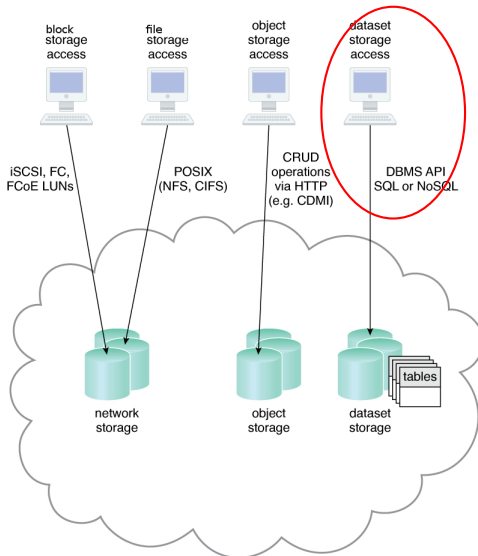 block
storage
access
file
storage
access
object
storage
access
dataset
storage
access
iSCSI, FC,
FCoE LUNs
POSIX
(NFS, CIFS)
CRUD
operations
via HTTP
(e.g. CDMI)
DBMS API
SQL or NoSQL
tables
network
storage
object
storage
dataset
storage